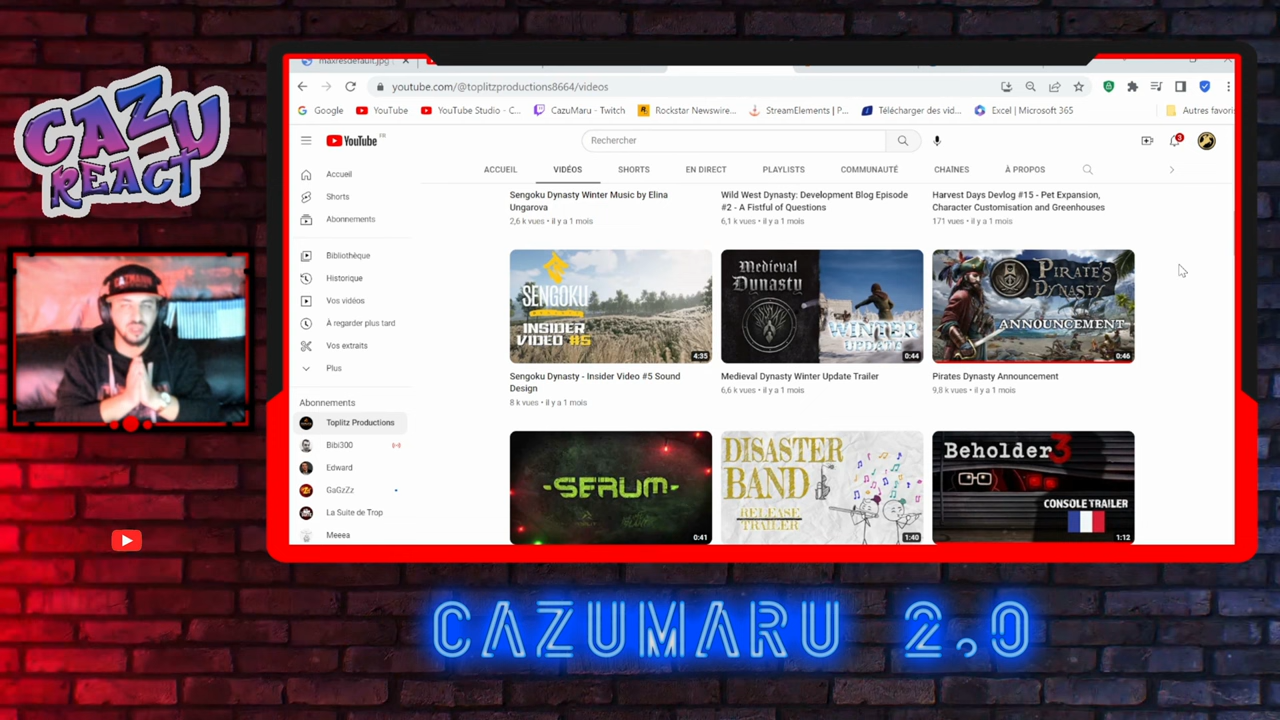 CAZU
REACT
maxresdefault.jpg
youtube.com/@toplitzproductions8664/videos
Google
YouTube
YouTube Studio - C...
CazuMaru - Twitch
Rockstar Newswire...
StreamElements | P...
Télécharger des vid...
Excel | Microsoft 365
Autres favoris
YouTube
Rechercher
3
ACCUEIL
VIDÉOS
SHORTS
EN DIRECT
PLAYLISTS
COMMUNAUTÉ
CHAÎNES
À PROPOS
Accueil
Shorts
Abonnements
Bibliothèque
Historique
Vos vidéos
À regarder plus tard
Vos extraits
Plus
Abonnements
Toplitz Productions
Bibi300
Edward
GaGzZz
La Suite de Trop
Meeea
Sengoku Dynasty Winter Music by Elina
Ungarova
2,6 k vues • il y a 1 mois
Wild West Dynasty: Development Blog Episode
#2 - A Fistful of Questions
6,1 k vues • il y a 1 mois
Harvest Days Devlog #15 - Pet Expansion,
Character Customisation and Greenhouses
171 vues • il y a 1 mois
SENGOKU
DYNASTY
INSIDER
VIDEO #5
4:35
Sengoku Dynasty - Insider Video #5 Sound
Design
8 k vues • il y a 1 mois
Medieval
Dynasty
WINTER
UPDATE
0:44
Medieval Dynasty Winter Update Trailer
6,6 k vues • il y a 1 mois
PIRATE'S
DYNASTY
ANNOUNCEMENT
0:46
Pirates Dynasty Announcement
9,8 k vues • il y a 1 mois
-SERUM-
0:41
DISASTER
BAND
RELEASE
TRAILER
1:40
Beholder 3
CONSOLE TRAILER
1:12
CAZUMARU 2.0